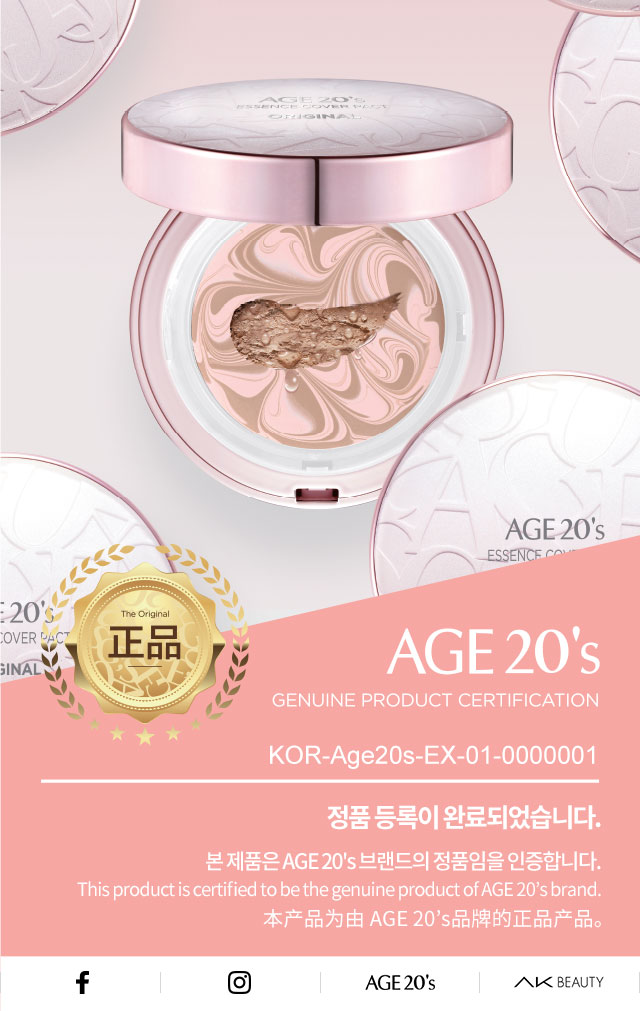 AGE 20's
ESSENCE COVER PACT
ORIGINAL
AGE 20's
ESSENCE
20's
COVER PACT
The Original
正品
AGE 20's
GENUINE PRODUCT CERTIFICATION
KOR-Age20s-EX-01-0000001
정품 등록이 완료되었습니다.
본 제품은 AGE 20's 브랜드의 정품임을 인증합니다.
This product is certified to be the genuine product of AGE 20's brand.
本产品为由 AGE 20's品牌的正品产品。
AGE 20's
AK BEAUTY